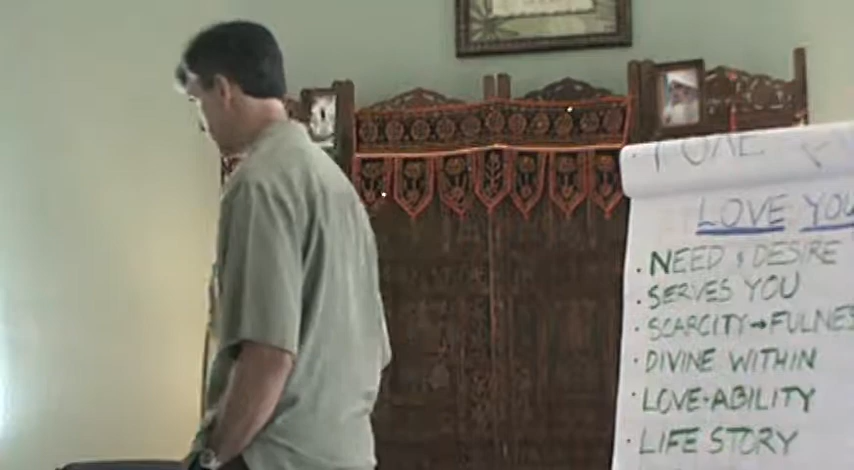 LOVE YOU
• NEED & DESIRE
• SERVES YOU
• SCARCITY→FULNES
• DIVINE WITHIN
• LOVE-ABILITY
• LIFE STORY